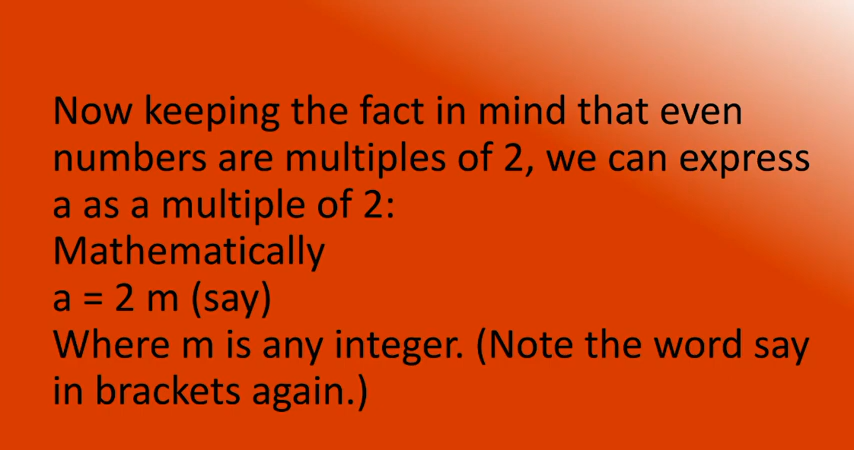 Now keeping the fact in mind that even
numbers are multiples of 2, we can express
a as a multiple of 2:
Mathematically
a = 2 m (say)
Where m is any integer. (Note the word say
in brackets again.)